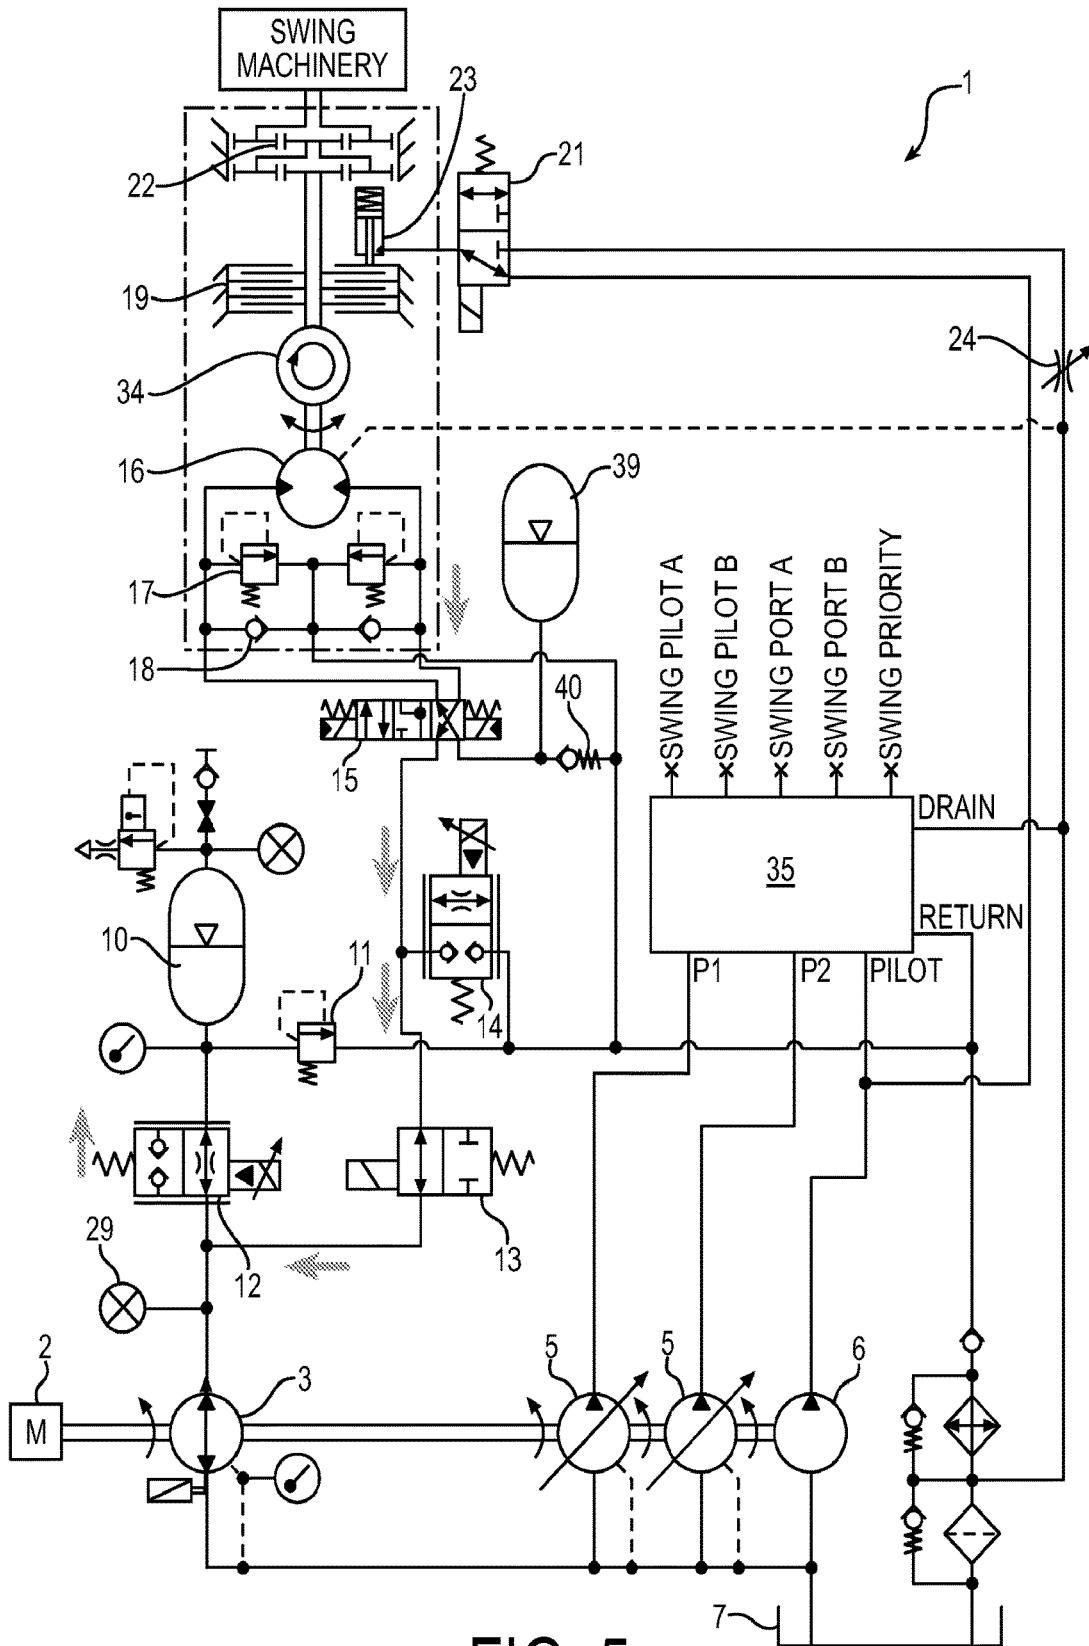 SWING
MACHINERY
23
1
21
22
19
24
34
16
39
17
18
40
15
SWING PILOT A
SWING PILOT B
SWING PORT A
SWING PORT B
SWING PRIORITY
DRAIN
35
RETURN
P1
P2
PILOT
10
11
14
29
12
13
2
3
5
5
6
M
7
FIG. 5